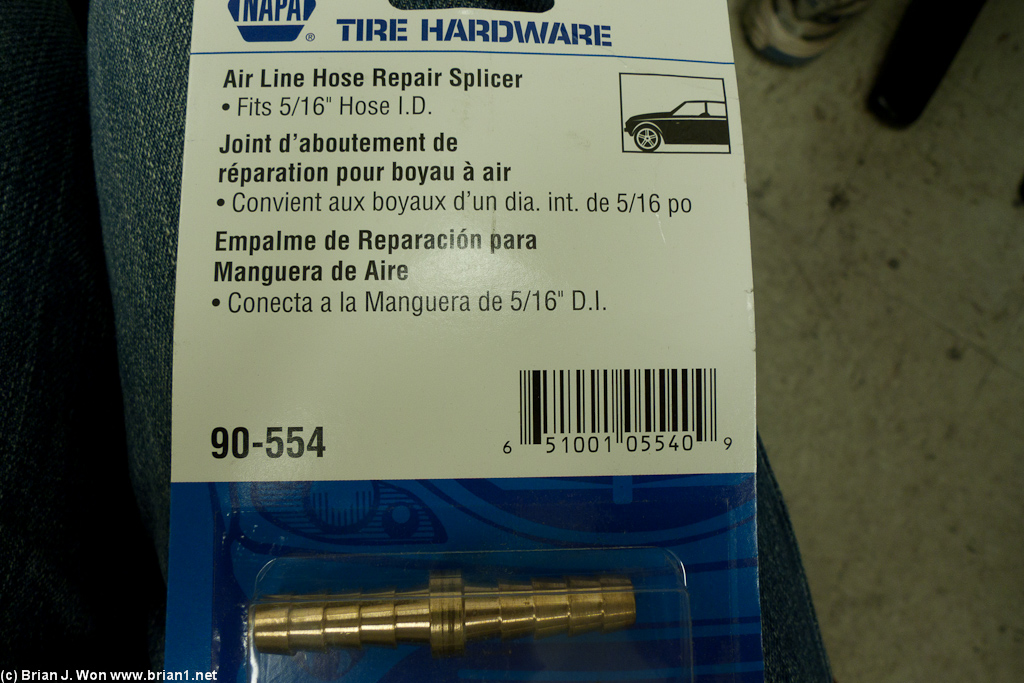 NAPA ®
TIRE HARDWARE
Air Line Hose Repair Splicer
• Fits 5/16" Hose I.D.
Joint d'aboutement de
réparation pour boyau à air
• Convient aux boyaux d'un dia. int. de 5/16 po
Empalme de Reparación para
Manguera de Aire
• Conecta a la Manguera de 5/16" D.I.
90-554
6 51001 05540 9
(c) Brian J. Won www.brian1.net